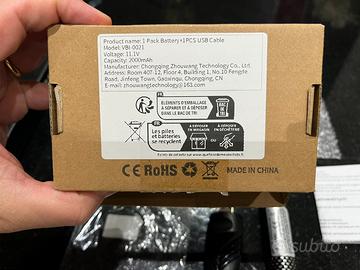 Product name: 1 Pack Battery+1PCS USB Cable
Model: VBI-0021
Voltage: 11.1V
Capacity: 2000mAh
Manufacturer: Chongqing Zhouwang Technology Co., Ltd.
Address: Room 407-12, Floor 4, Building 1, No.10 Fengde
Road, Jinfeng Town, Gaoxinqu, Chongqing, CN
E-mail: zhouwangtechnology@163.com
ÉLÉMENTS D'EMBALLAGE
À SÉPARER ET À DÉPOSER
DANS LE BAC DE TRI
FR
Les piles
et batteries
se recyclent
À DÉPOSER
EN MAGASIN
À DÉPOSER
EN DÉCHÈTERIE
OU
CE RoHS MADE IN CHINA
subito